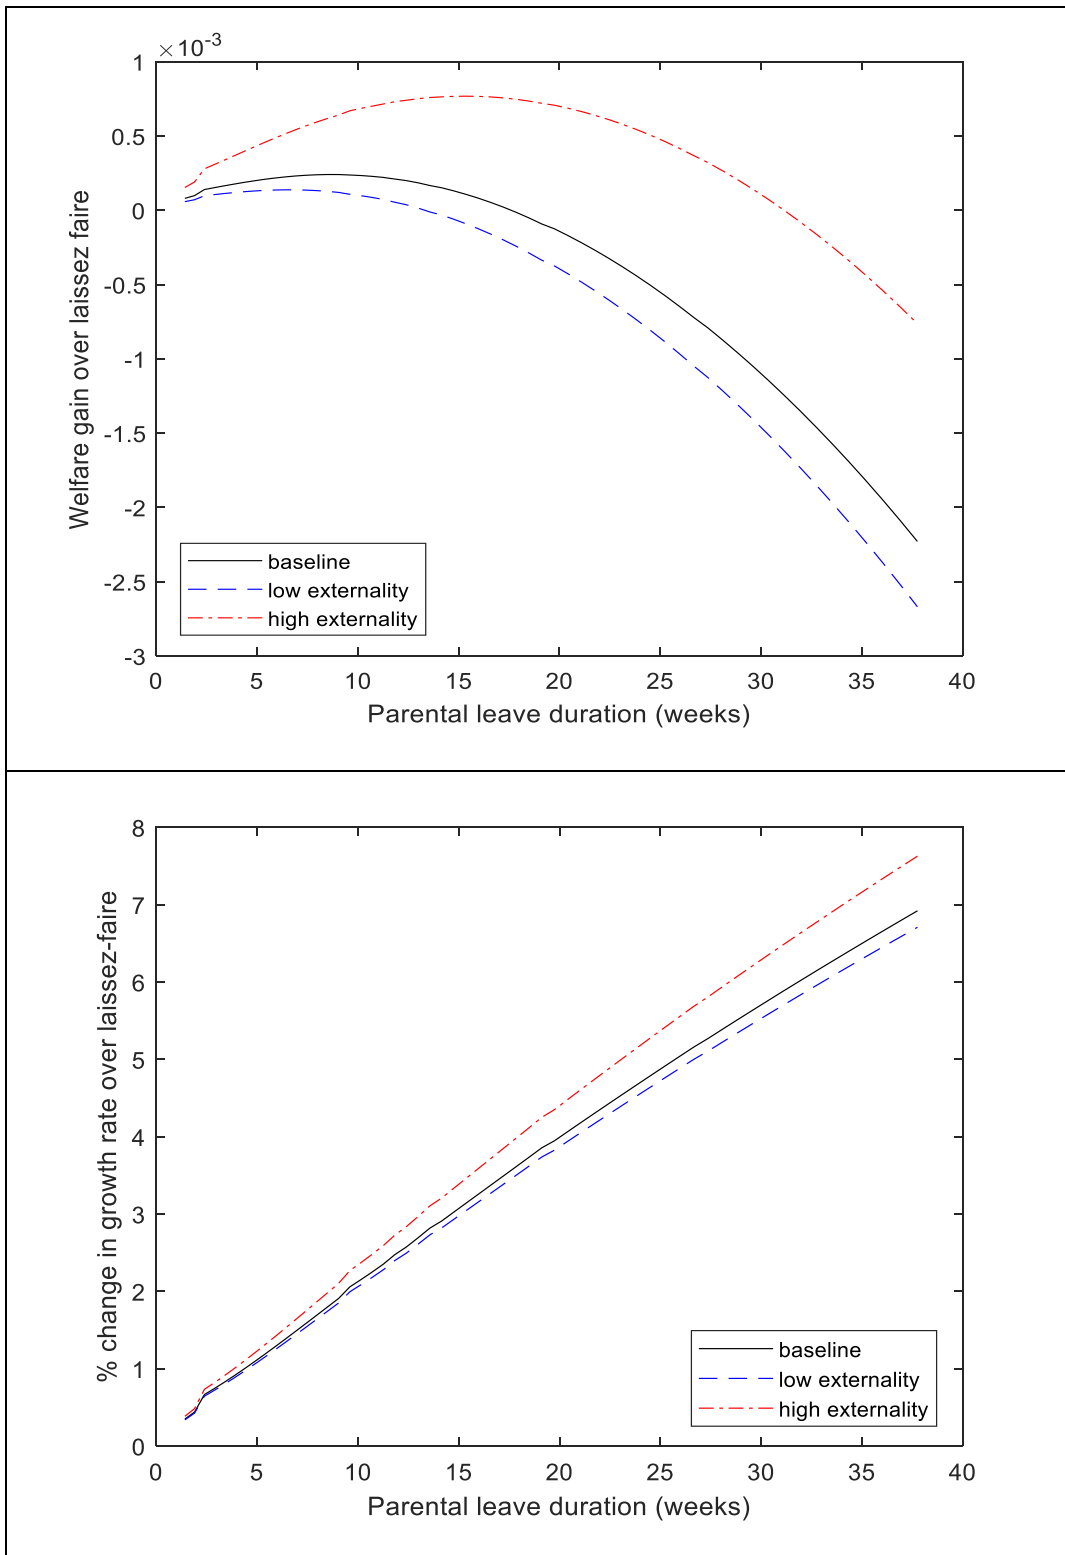 ×10-3
1
0.5
0
-0.5
-1
-1.5
-2
-2.5
-3
Welfare gain over laissez faire
baseline
low externality
high externality
0 5 10 15 20 25 30 35 40
Parental leave duration (weeks)
8
7
6
5
4
3
2
1
0
% change in growth rate over laissez-faire
baseline
low externality
high externality
0 5 10 15 20 25 30 35 40
Parental leave duration (weeks)